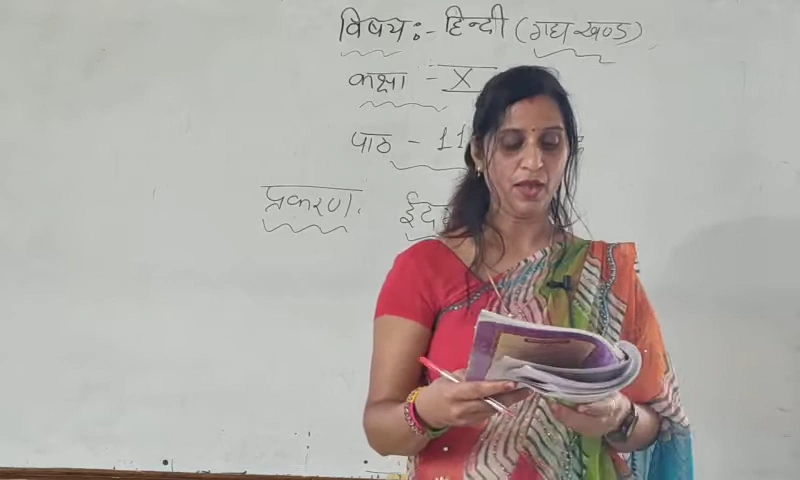 विषय :- हिन्दी (गद्य खण्ड)
कक्षा - X
पाठ - 11
प्रकरण.